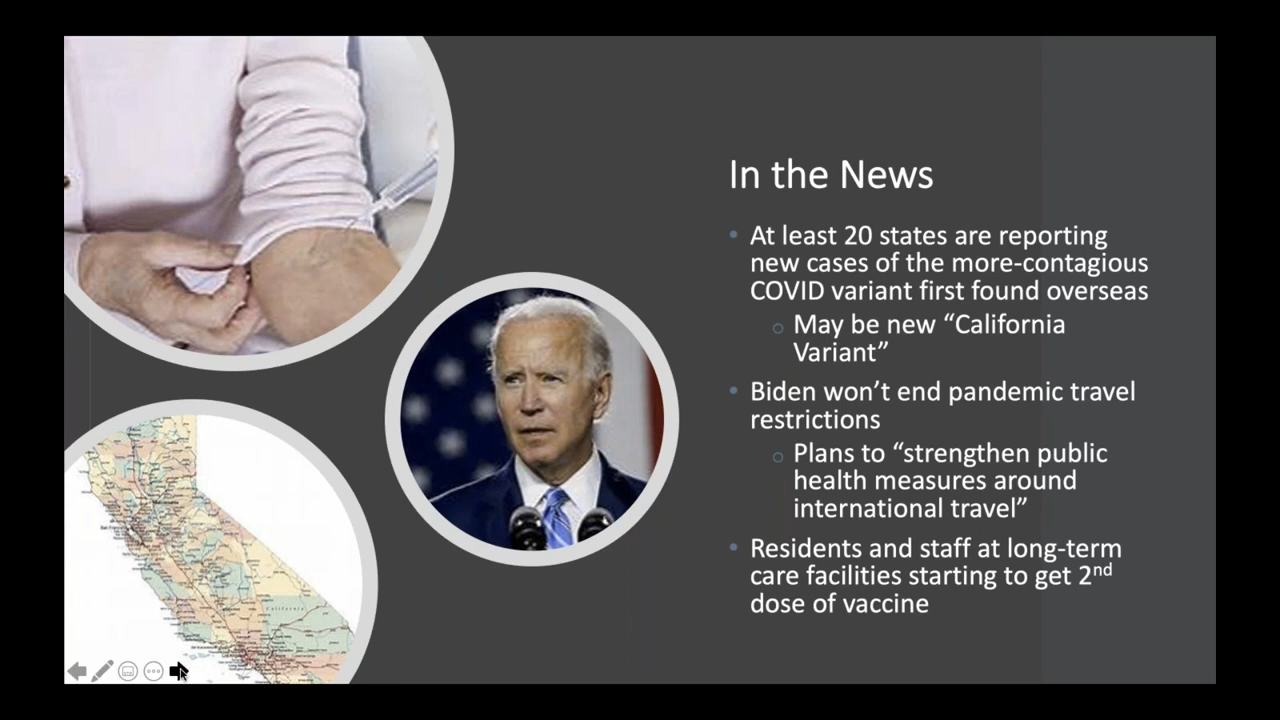 In the News
• At least 20 states are reporting
new cases of the more-contagious
COVID variant first found overseas
○ May be new “California
Variant”
• Biden won’t end pandemic travel
restrictions
○ Plans to “strengthen public
health measures around
international travel”
• Residents and staff at long-term
care facilities starting to get 2nd
dose of vaccine
California